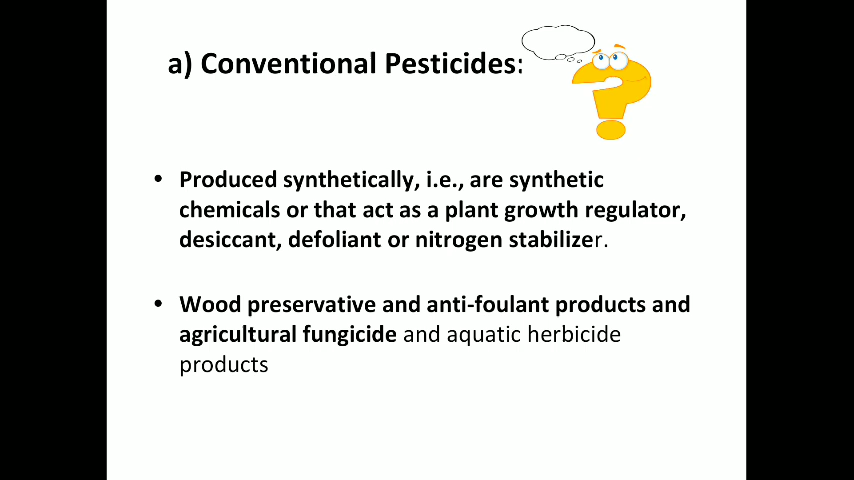 a) Conventional Pesticides:
• Produced synthetically, i.e., are synthetic
chemicals or that act as a plant growth regulator,
desiccant, defoliant or nitrogen stabilizer.
• Wood preservative and anti-foulant products and
agricultural fungicide and aquatic herbicide
products